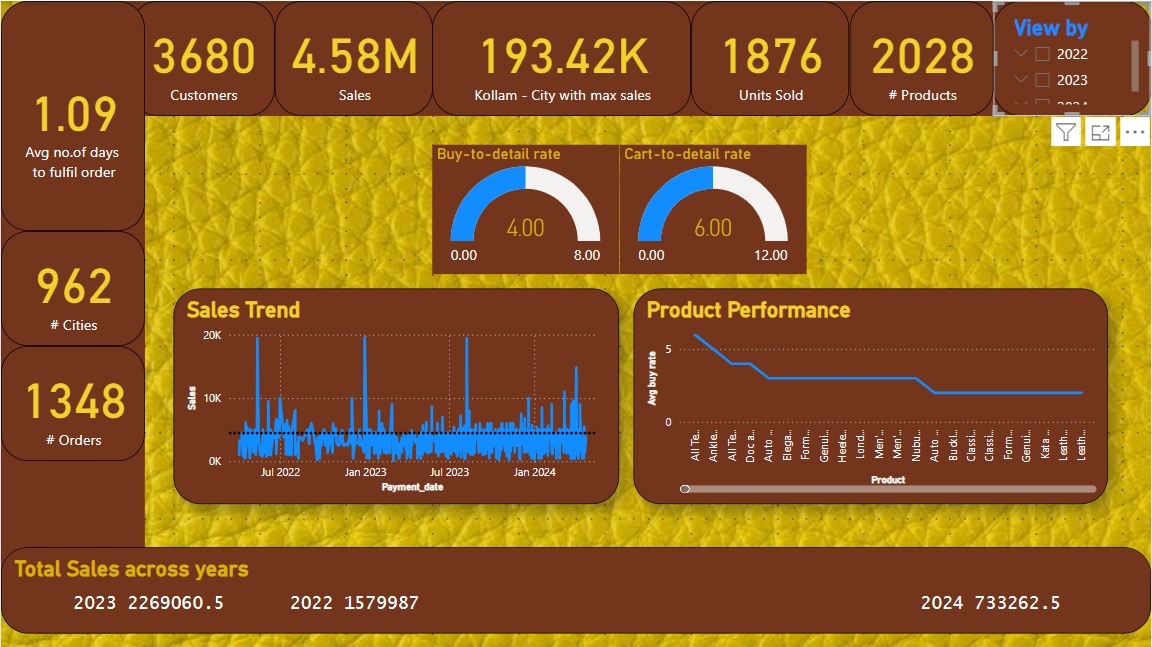 1.09
Avg no.of days
to fulfil order
3680
Customers
4.58M
Sales
193.42K
Kollam - City with max sales
1876
Units Sold
2028
# Products
View by
2022
2023
2024
962
# Cities
1348
# Orders
Buy-to-detail rate
4.00
0.00
8.00
Cart-to-detail rate
6.00
0.00
12.00
Sales Trend
20K
10K
0K
Sales
Jul 2022
Jan 2023
Jul 2023
Jan 2024
Payment_date
Product Performance
5
0
Avg buy rate
All Te...
Ankle...
All Te...
Doc a...
Auto ...
Elega...
Form...
Genui...
Heele...
Lond...
Men'...
Men'...
Nubu...
Auto ...
Buckl...
Classi...
Classi...
Form...
Genui...
Kata ...
Leath...
Leath...
Product
Total Sales across years
2023 2269060.5
2022 1579987
2024 733262.5